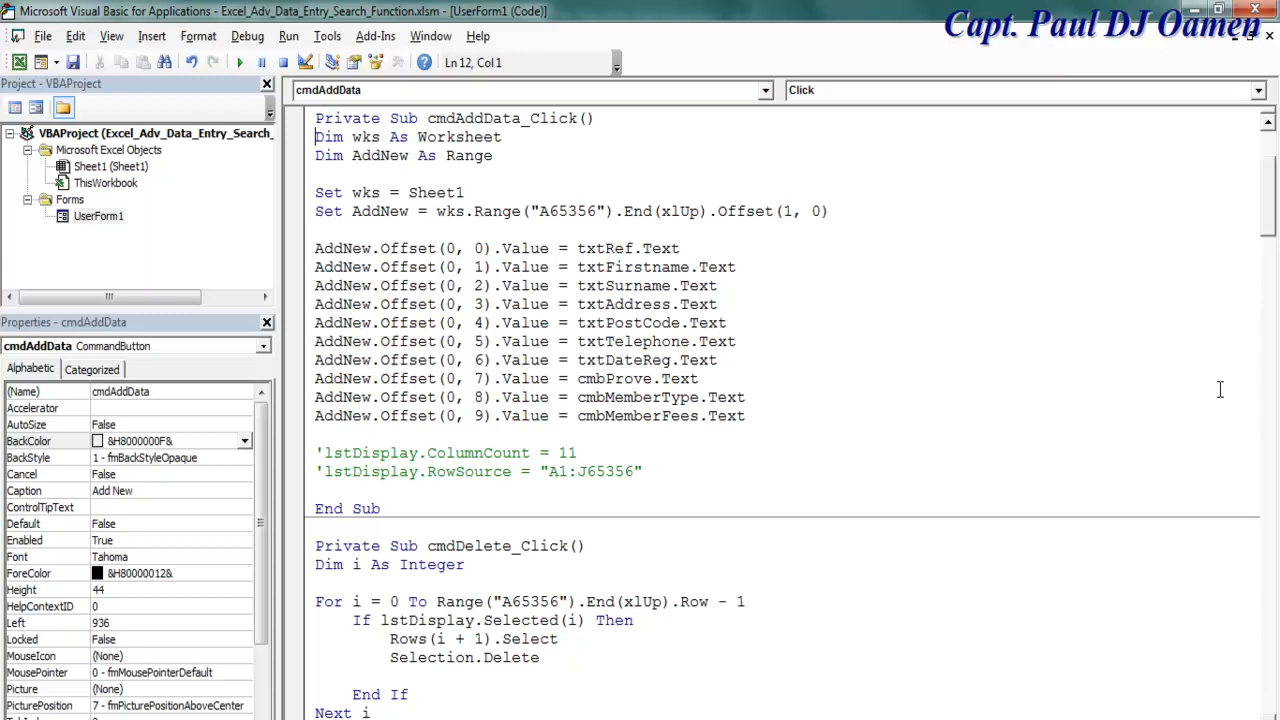 Microsoft Visual Basic for Applications - Excel_Adv_Data_Entry_Search_Function.xlsm - [UserForm1 (Code)]
Capt. Paul DJ Oamen
File Edit View Insert Format Debug Run Tools Add-Ins Window Help
Ln 12, Col 1
Project - VBAProject
VBAProject (Excel_Adv_Data_Entry_Search_
Microsoft Excel Objects
Sheet1 (Sheet1)
ThisWorkbook
Forms
UserForm1
Properties - cmdAddData
cmdAddData CommandButton
Alphabetic Categorized
(Name) cmdAddData
Accelerator
AutoSize False
BackColor &H8000000F&
BackStyle 1 - fmBackStyleOpaque
Cancel False
Caption Add New
ControlTipText
Default False
Enabled True
Font Tahoma
ForeColor &H80000012&
Height 44
HelpContextID 0
Left 936
Locked False
MouseIcon (None)
MousePointer 0 - fmMousePointerDefault
Picture (None)
PicturePosition 7 - fmPicturePositionAboveCenter
cmdAddData Click
Private Sub cmdAddData_Click()
Dim wks As Worksheet
Dim AddNew As Range
Set wks = Sheet1
Set AddNew = wks.Range("A65356").End(xlUp).Offset(1, 0)
AddNew.Offset(0, 0).Value = txtRef.Text
AddNew.Offset(0, 1).Value = txtFirstname.Text
AddNew.Offset(0, 2).Value = txtSurname.Text
AddNew.Offset(0, 3).Value = txtAddress.Text
AddNew.Offset(0, 4).Value = txtPostCode.Text
AddNew.Offset(0, 5).Value = txtTelephone.Text
AddNew.Offset(0, 6).Value = txtDateReg.Text
AddNew.Offset(0, 7).Value = cmbProve.Text
AddNew.Offset(0, 8).Value = cmbMemberType.Text
AddNew.Offset(0, 9).Value = cmbMemberFees.Text
'lstDisplay.ColumnCount = 11
'lstDisplay.RowSource = "A1:J65356"
End Sub
Private Sub cmdDelete_Click()
Dim i As Integer
For i = 0 To Range("A65356").End(xlUp).Row - 1
If lstDisplay.Selected(i) Then
Rows(i + 1).Select
Selection.Delete
End If
Next i